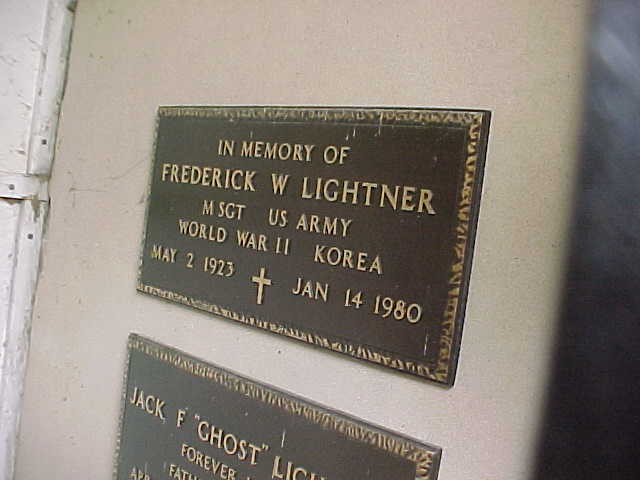 IN MEMORY OF
FREDERICK W LIGHTNER
M SGT US ARMY
WORLD WAR II KOREA
MAY 2 1923 JAN 14 1980
JACK F "GHOST"
FOREVER